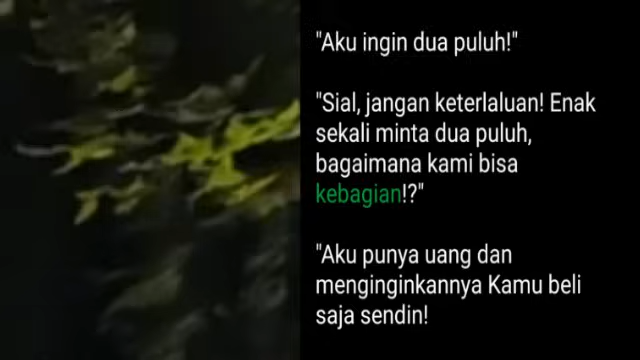 "Aku ingin dua puluh!"
"Sial, jangan keterlaluan! Enak
sekali minta dua puluh,
bagaimana kami bisa
kebagian!?"
"Aku punya uang dan
menginginkannya Kamu beli
saja sendin!